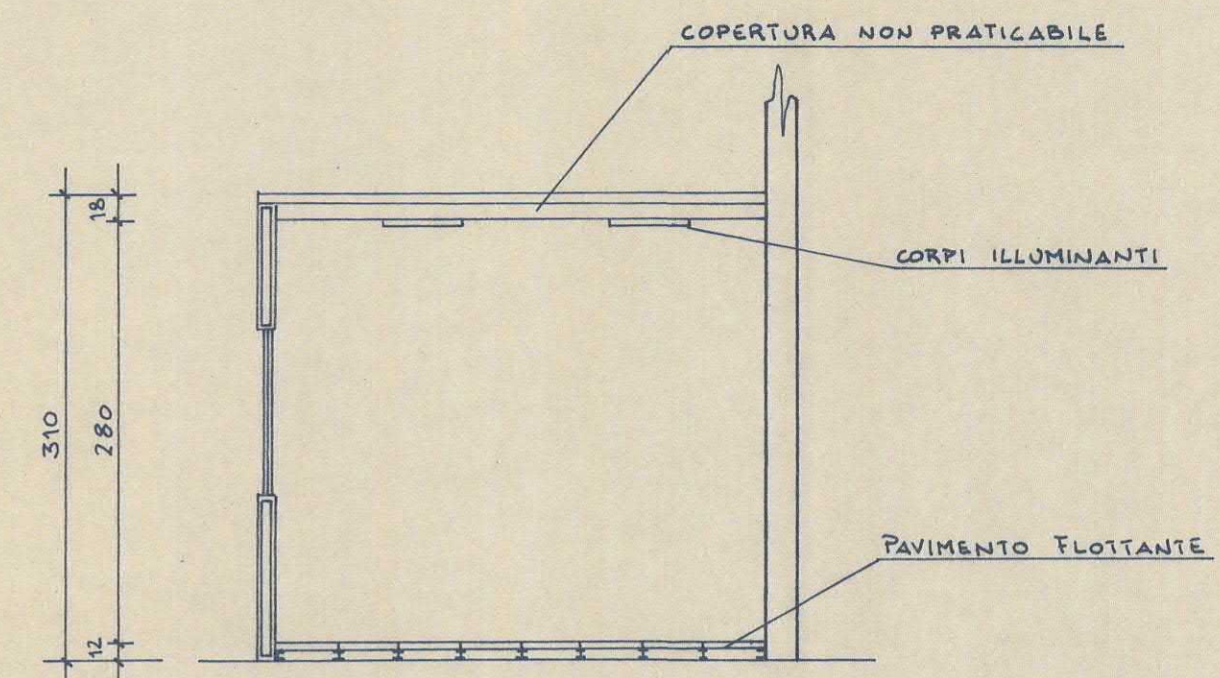 COPERTURA NON PRATICABILE
18
CORPI ILLUMINANTI
310
280
PAVIMENTO FLOTTANTE
12